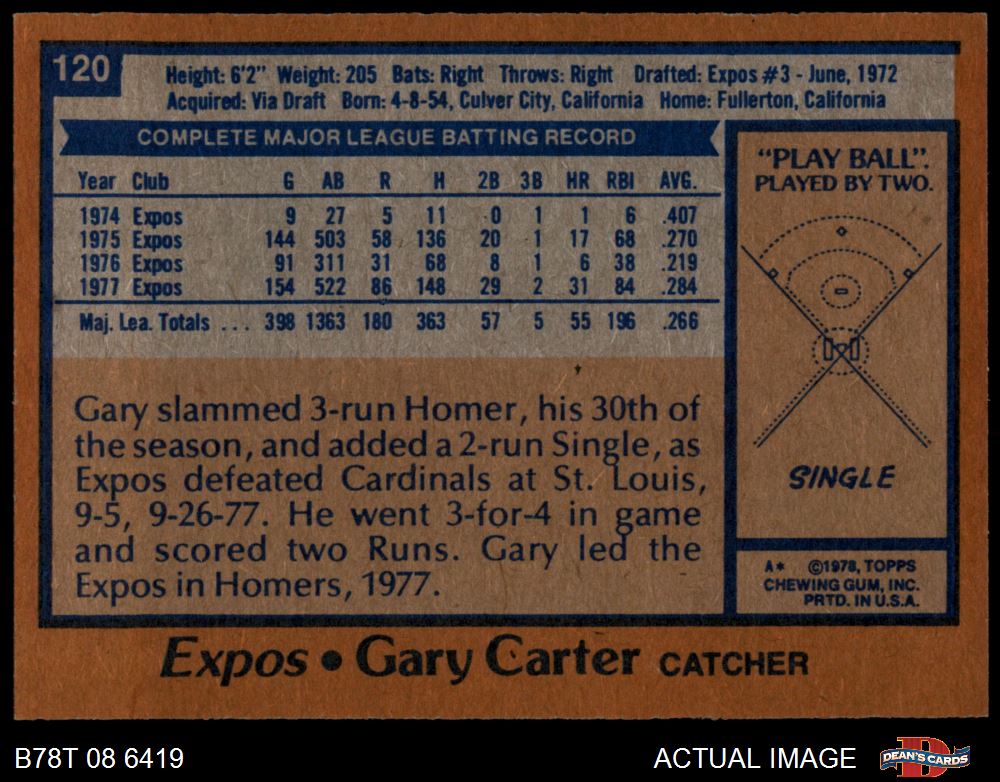 120
Height: 6'2" Weight: 205 Bats: Right Throws: Right Drafted: Expos #3 - June, 1972
Acquired: Via Draft Born: 4-8-54, Culver City, California Home: Fullerton, California
COMPLETE MAJOR LEAGUE BATTING RECORD
Year Club G AB R H 2B 3B HR RBI AVG.
1974 Expos 9 27 5 11 0 1 1 6 .407
1975 Expos 144 503 58 136 20 1 17 68 .270
1976 Expos 91 311 31 68 8 1 6 38 .219
1977 Expos 154 522 86 148 29 2 31 84 .284
Maj. Lea. Totals ... 398 1363 180 363 57 5 55 196 .266
Gary slammed 3-run Homer, his 30th of
the season, and added a 2-run Single, as
Expos defeated Cardinals at St. Louis,
9-5, 9-26-77. He went 3-for-4 in game
and scored two Runs. Gary led the
Expos in Homers, 1977.
"PLAY BALL".
PLAYED BY TWO.
SINGLE
A* ©1978, TOPPS
CHEWING GUM, INC.
PRTD. IN U.S.A.
Expos • Gary Carter CATCHER
B78T 08 6419
ACTUAL IMAGE
DEAN'S CARDS